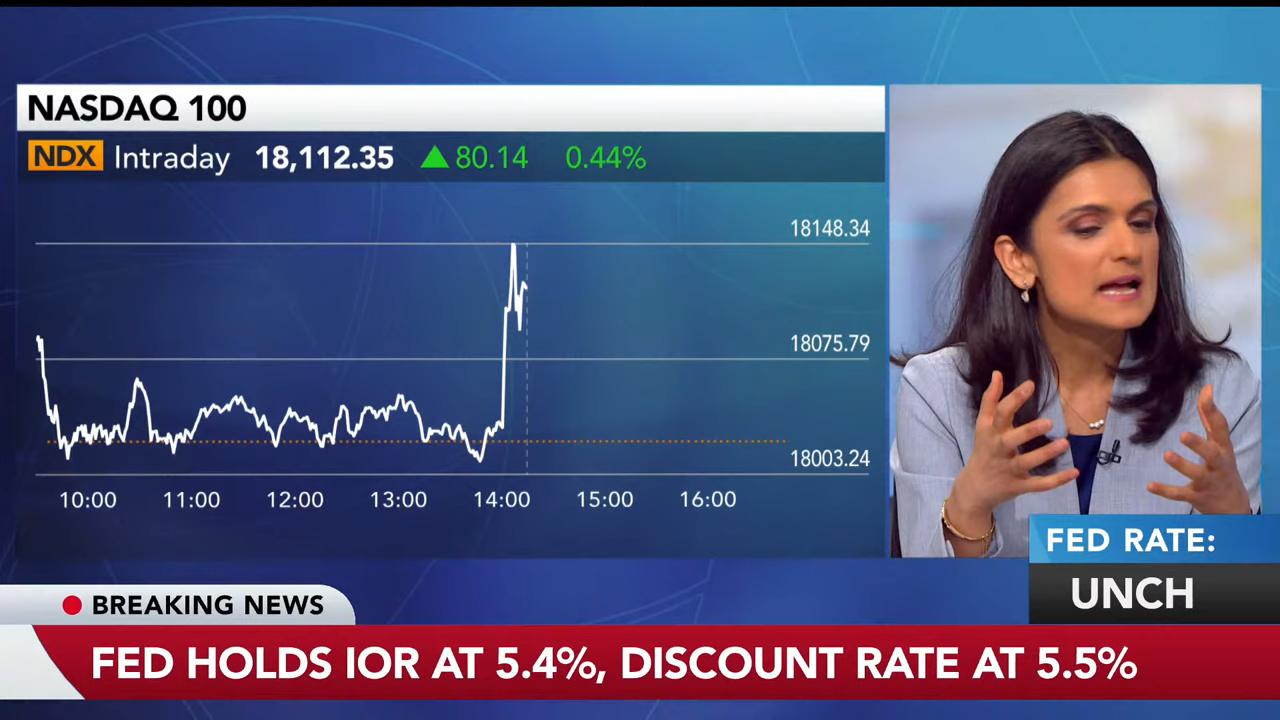 NASDAQ 100
NDX Intraday 18,112.35 ▲ 80.14 0.44%
18148.34
18075.79
18003.24
10:00 11:00 12:00 13:00 14:00 15:00 16:00
FED RATE:
UNCH
BREAKING NEWS
FED HOLDS IOR AT 5.4%, DISCOUNT RATE AT 5.5%